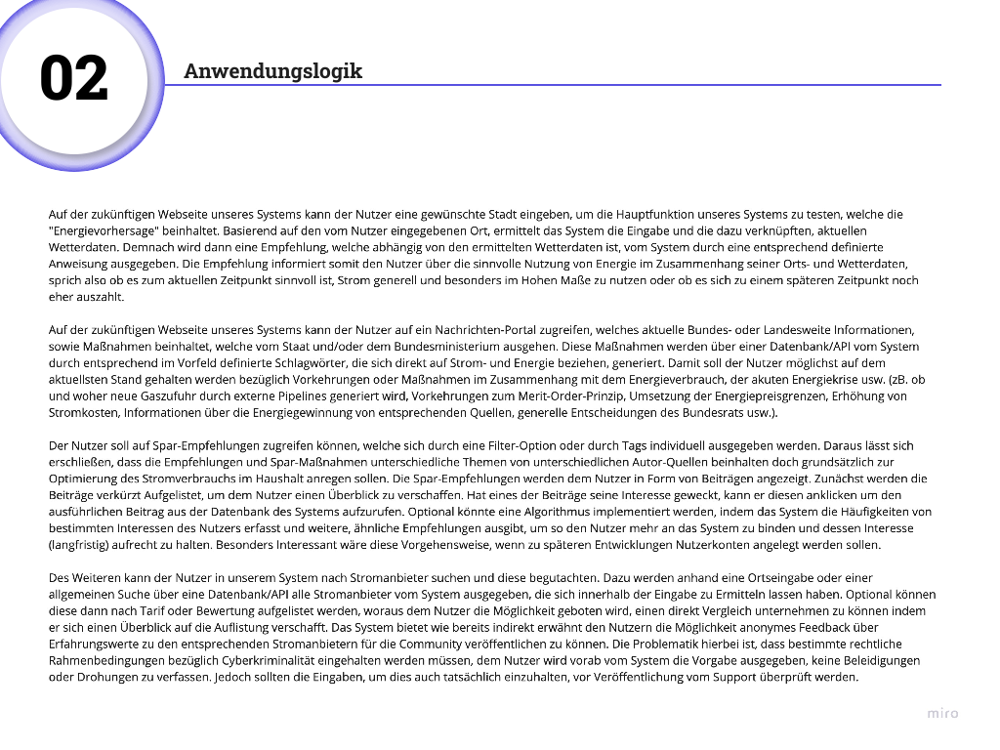 02
Anwendungslogik
Auf der zukünftigen Webseite unseres Systems kann der Nutzer eine gewünschte Stadt eingeben, um die Hauptfunktion unseres Systems zu testen, welche die
"Energievorhersage" beinhaltet. Basierend auf den vom Nutzer eingegebenen Ort, ermittelt das System die Eingabe und die dazu verknüpften, aktuellen
Wetterdaten. Demnach wird dann eine Empfehlung, welche abhängig von den ermittelten Wetterdaten ist, vom System durch eine entsprechend definierte
Anweisung ausgegeben. Die Empfehlung informiert somit den Nutzer über die sinnvolle Nutzung von Energie im Zusammenhang seiner Orts- und Wetterdaten,
sprich also ob es zum aktuellen Zeitpunkt sinnvoll ist, Strom generell und besonders im Hohen Maße zu nutzen oder ob es sich zu einem späteren Zeitpunkt noch
eher auszahlt.
Auf der zukünftigen Webseite unseres Systems kann der Nutzer auf ein Nachrichten-Portal zugreifen, welches aktuelle Bundes- oder Landesweite Informationen,
sowie Maßnahmen beinhaltet, welche vom Staat und/oder dem Bundesministerium ausgehen. Diese Maßnahmen werden über einer Datenbank/API vom System
durch entsprechend im Vorfeld definierte Schlagwörter, die sich direkt auf Strom- und Energie beziehen, generiert. Damit soll der Nutzer möglichst auf dem
aktuellsten Stand gehalten werden bezüglich Vorkehrungen oder Maßnahmen im Zusammenhang mit dem Energieverbrauch, der akuten Energiekrise usw. (zB. ob
und woher neue Gaszufuhr durch externe Pipelines generiert wird, Vorkehrungen zum Merit-Order-Prinzip, Umsetzung der Energiepreisgrenzen, Erhöhung von
Stromkosten, Informationen über die Energiegewinnung von entsprechenden Quellen, generelle Entscheidungen des Bundesrats usw.).
Der Nutzer soll auf Spar-Empfehlungen zugreifen können, welche sich durch eine Filter-Option oder durch Tags individuell ausgegeben werden. Daraus lässt sich
erschließen, dass die Empfehlungen und Spar-Maßnahmen unterschiedliche Themen von unterschiedlichen Autor-Quellen beinhalten doch grundsätzlich zur
Optimierung des Stromverbrauchs im Haushalt anregen sollen. Die Spar-Empfehlungen werden dem Nutzer in Form von Beiträgen angezeigt. Zunächst werden die
Beiträge verkürzt Aufgelistet, um dem Nutzer einen Überblick zu verschaffen. Hat eines der Beiträge seine Interesse geweckt, kann er diesen anklicken um den
ausführlichen Beitrag aus der Datenbank des Systems aufzurufen. Optional könnte eine Algorithmus implementiert werden, indem das System die Häufigkeiten von
bestimmten Interessen des Nutzers erfasst und weitere, ähnliche Empfehlungen ausgibt, um so den Nutzer mehr an das System zu binden und dessen Interesse
(langfristig) aufrecht zu halten. Besonders Interessant wäre diese Vorgehensweise, wenn zu späteren Entwicklungen Nutzerkonten angelegt werden sollen.
Des Weiteren kann der Nutzer in unserem System nach Stromanbieter suchen und diese begutachten. Dazu werden anhand eine Ortseingabe oder einer
allgemeinen Suche über eine Datenbank/API alle Stromanbieter vom System ausgegeben, die sich innerhalb der Eingabe zu Ermitteln lassen haben. Optional können
diese dann nach Tarif oder Bewertung aufgelistet werden, woraus dem Nutzer die Möglichkeit geboten wird, einen direkt Vergleich unternehmen zu können indem
er sich einen Überblick auf die Auflistung verschafft. Das System bietet wie bereits indirekt erwähnt den Nutzern die Möglichkeit anonymes Feedback über
Erfahrungswerte zu den entsprechenden Stromanbietern für die Community veröffentlichen zu können. Die Problematik hierbei ist, dass bestimmte rechtliche
Rahmenbedingungen bezüglich Cyberkriminalität eingehalten werden müssen, dem Nutzer wird vorab vom System die Vorgabe ausgegeben, keine Beleidigungen
oder Drohungen zu verfassen. Jedoch sollten die Eingaben, um dies auch tatsächlich einzuhalten, vor Veröffentlichung vom Support überprüft werden.
miro